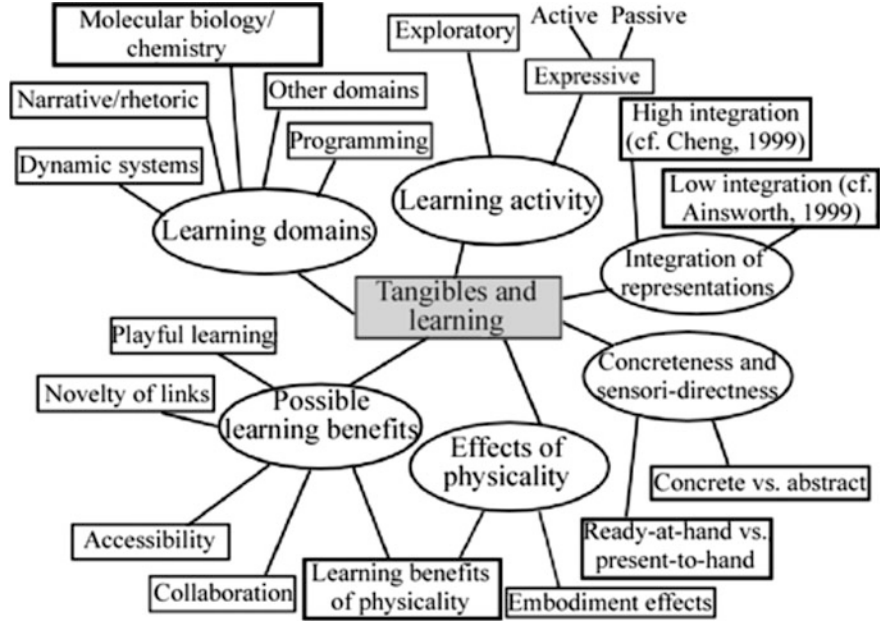 Molecular biology/
chemistry
Narrative/rhetoric
Other domains
Dynamic systems
Programming
Learning domains
Exploratory
Active Passive
Expressive
Learning activity
High integration
(cf. Cheng, 1999)
Low integration (cf.
Ainsworth, 1999)
Integration of
representations
Tangibles and
learning
Concreteness and
sensori-directness
Concrete vs. abstract
Ready-at-hand vs.
present-to-hand
Playful learning
Novelty of links
Possible
learning benefits
Accessibility
Collaboration
Learning benefits
of physicality
Effects of
physicality
Embodiment effects